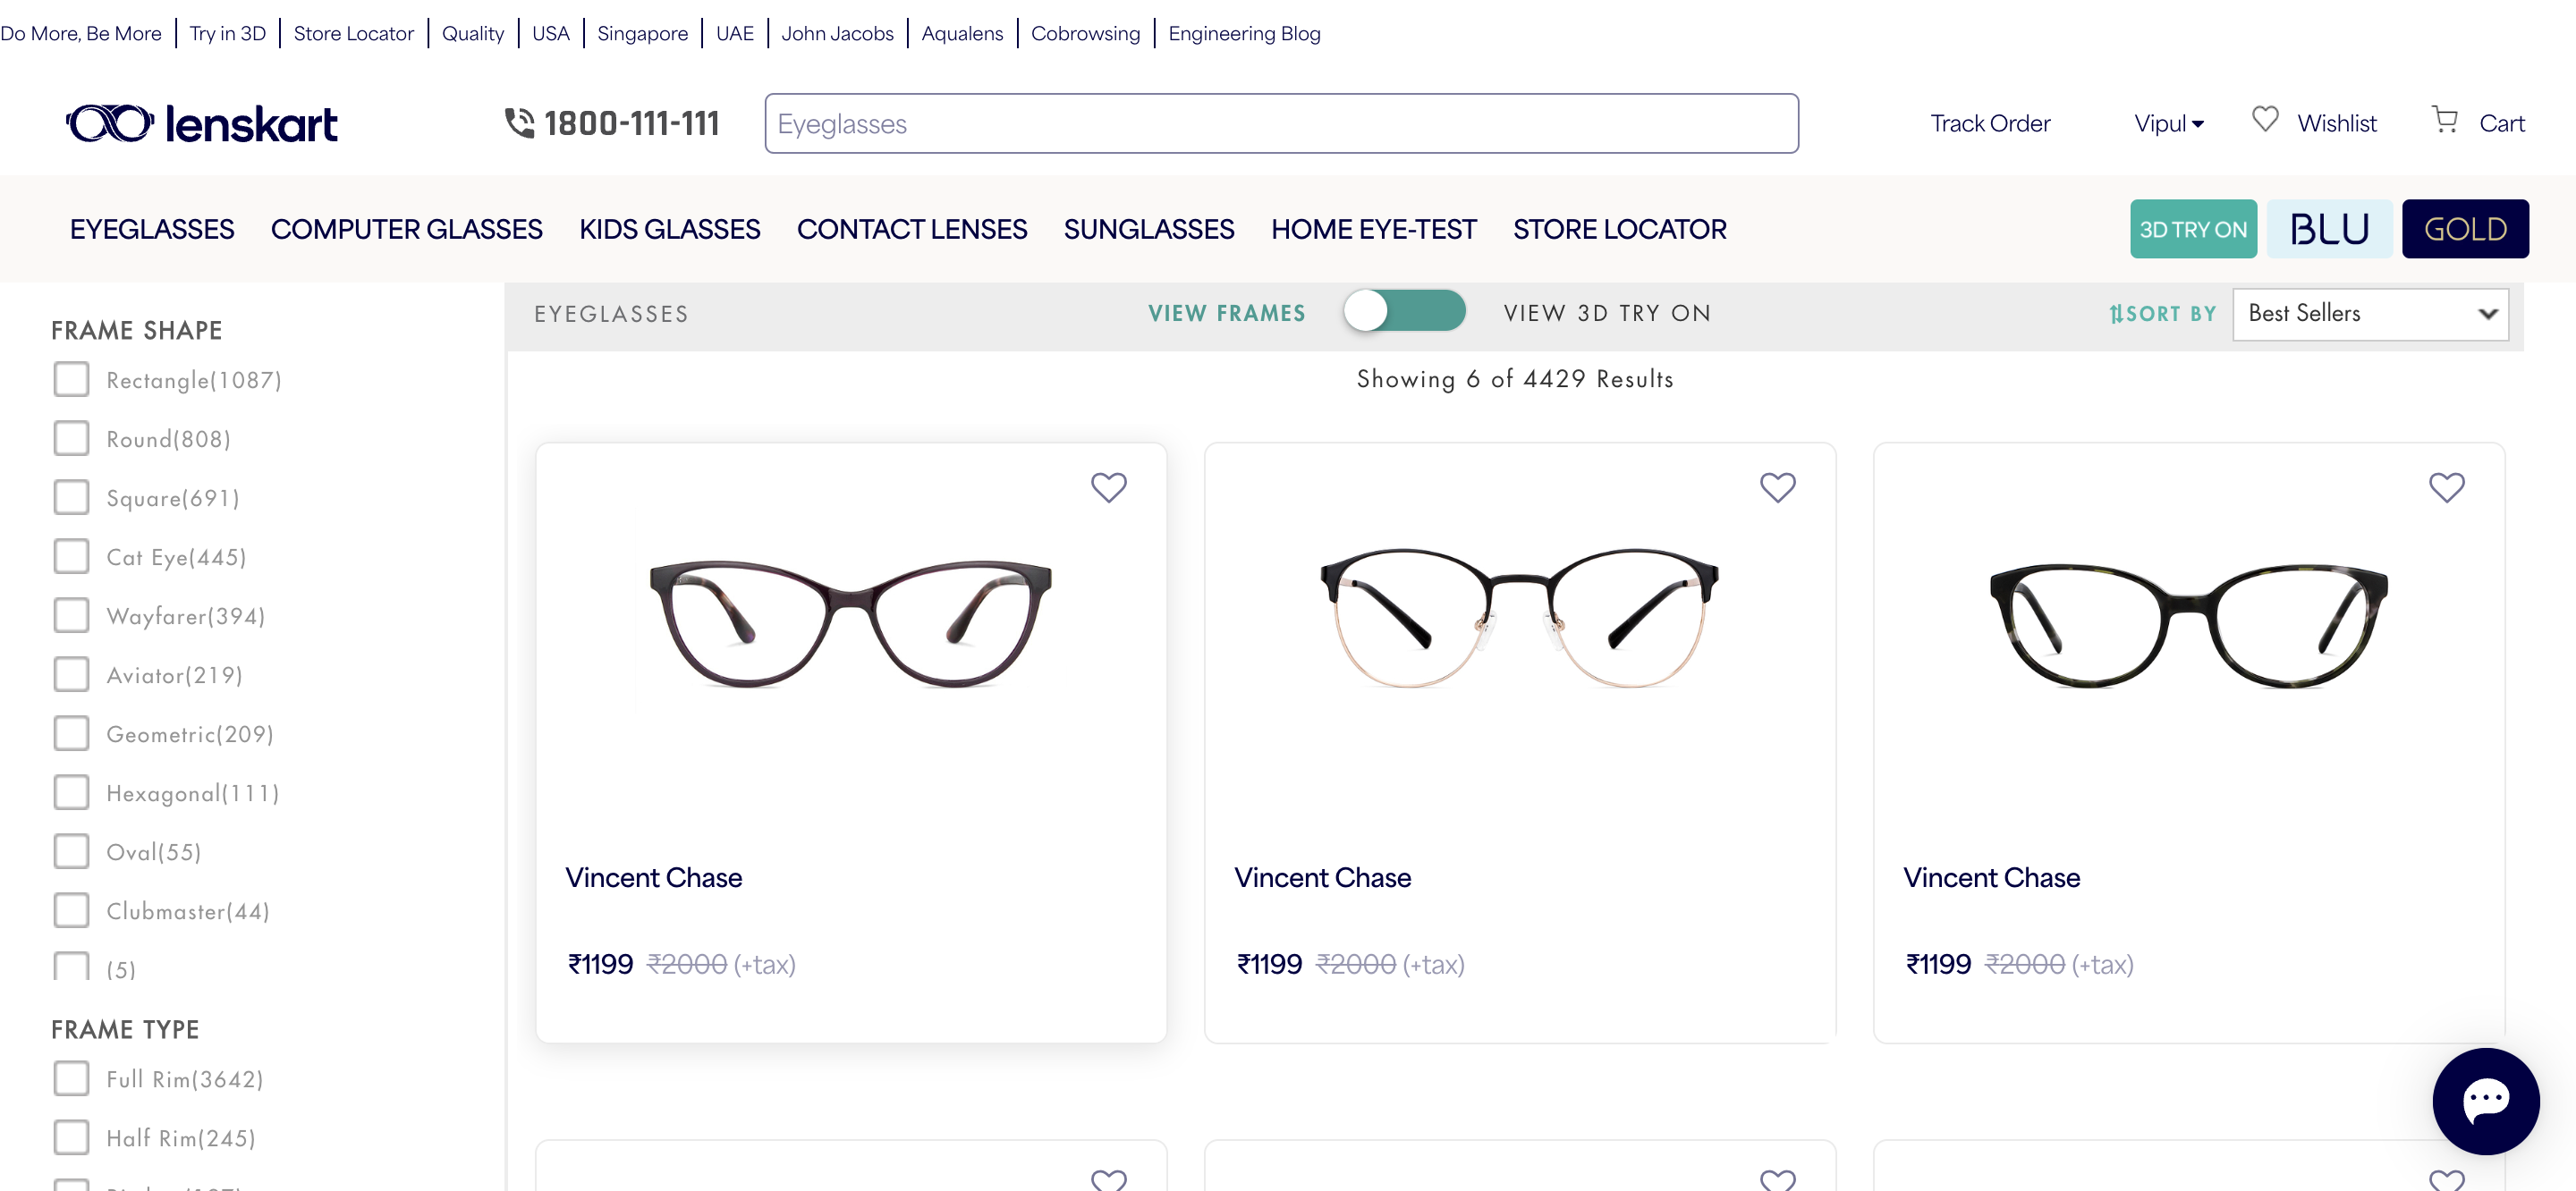 Do More, Be More | Try in 3D | Store Locator | Quality | USA | Singapore | UAE | John Jacobs | Aqualens | Cobrowsing | Engineering Blog
lenskart
1800-111-111
Eyeglasses
Track Order
Vipul
Wishlist
Cart
EYEGLASSES COMPUTER GLASSES KIDS GLASSES CONTACT LENSES SUNGLASSES HOME EYE-TEST STORE LOCATOR
3D TRY ON
BLU
GOLD
EYEGLASSES
VIEW FRAMES
VIEW 3D TRY ON
SORT BY
Best Sellers
Showing 6 of 4429 Results
FRAME SHAPE
Rectangle(1087)
Round(808)
Square(691)
Cat Eye(445)
Wayfarer(394)
Aviator(219)
Geometric(209)
Hexagonal(111)
Oval(55)
Clubmaster(44)
(5)
FRAME TYPE
Full Rim(3642)
Half Rim(245)
Vincent Chase
₹1199 ₹2000 (+tax)
Vincent Chase
₹1199 ₹2000 (+tax)
Vincent Chase
₹1199 ₹2000 (+tax)